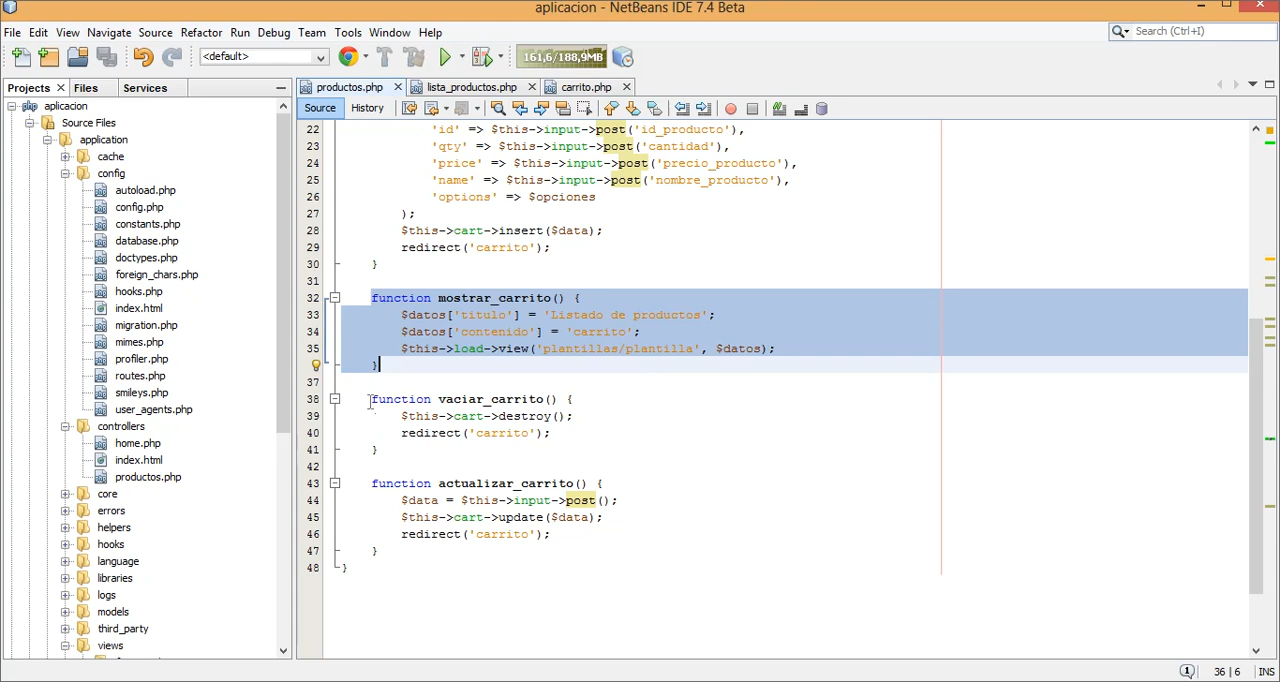 aplicacion - NetBeans IDE 7.4 Beta
File Edit View Navigate Source Refactor Run Debug Team Tools Window Help
Search (Ctrl+I)
<default>
161,6/188,9MB
Projects Files Services
productos.php lista_productos.php carrito.php
Source History
aplicacion
Source Files
application
cache
config
autoload.php
config.php
constants.php
database.php
doctypes.php
foreign_chars.php
hooks.php
index.html
migration.php
mimes.php
profiler.php
routes.php
smileys.php
user_agents.php
controllers
home.php
index.html
productos.php
core
errors
helpers
hooks
language
libraries
logs
models
third_party
views
22 'id' => $this->input->post('id_producto'),
23 'qty' => $this->input->post('cantidad'),
24 'price' => $this->input->post('precio_producto'),
25 'name' => $this->input->post('nombre_producto'),
26 'options' => $opciones
27 );
28 $this->cart->insert($data);
29 redirect('carrito');
30 }
31
32 function mostrar_carrito() {
33 $datos['titulo'] = 'Listado de productos';
34 $datos['contenido'] = 'carrito';
35 $this->load->view('plantillas/plantilla', $datos);
}
37
38 function vaciar_carrito() {
39 $this->cart->destroy();
40 redirect('carrito');
41 }
42
43 function actualizar_carrito() {
44 $data = $this->input->post();
45 $this->cart->update($data);
46 redirect('carrito');
47 }
48 }
1 36 | 6 INS